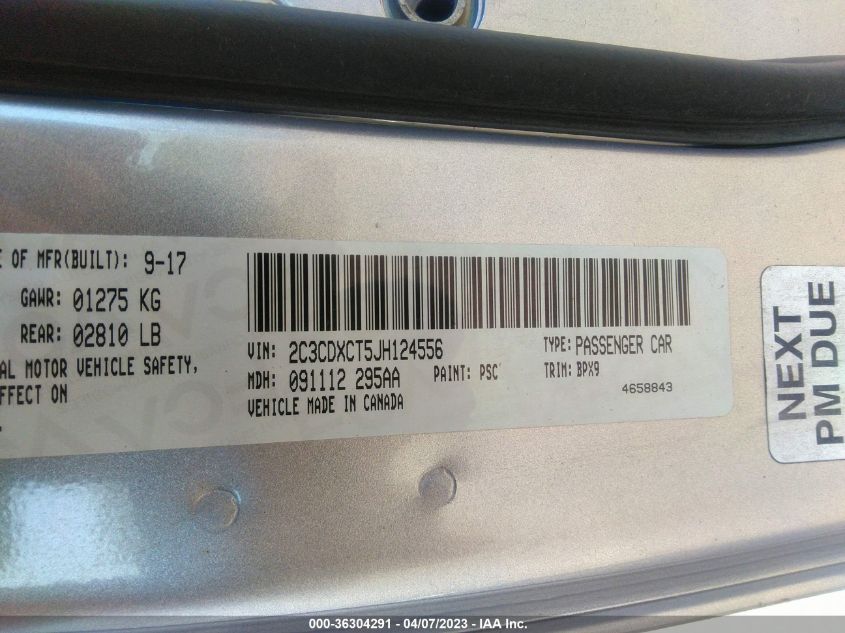 E OF MFR(BUILT): 9-17
GAWR: 01275 KG
REAR: 02810 LB
AL MOTOR VEHICLE SAFETY,
FFECT ON
VIN: 2C3CDXCT5JH124556 TYPE: PASSENGER CAR
MDH: 091112 295AA PAINT: PSC TRIM: BPX9
VEHICLE MADE IN CANADA 4658843
NEXT
PM DUE
000-36304291 - 04/07/2023 - IAA Inc.